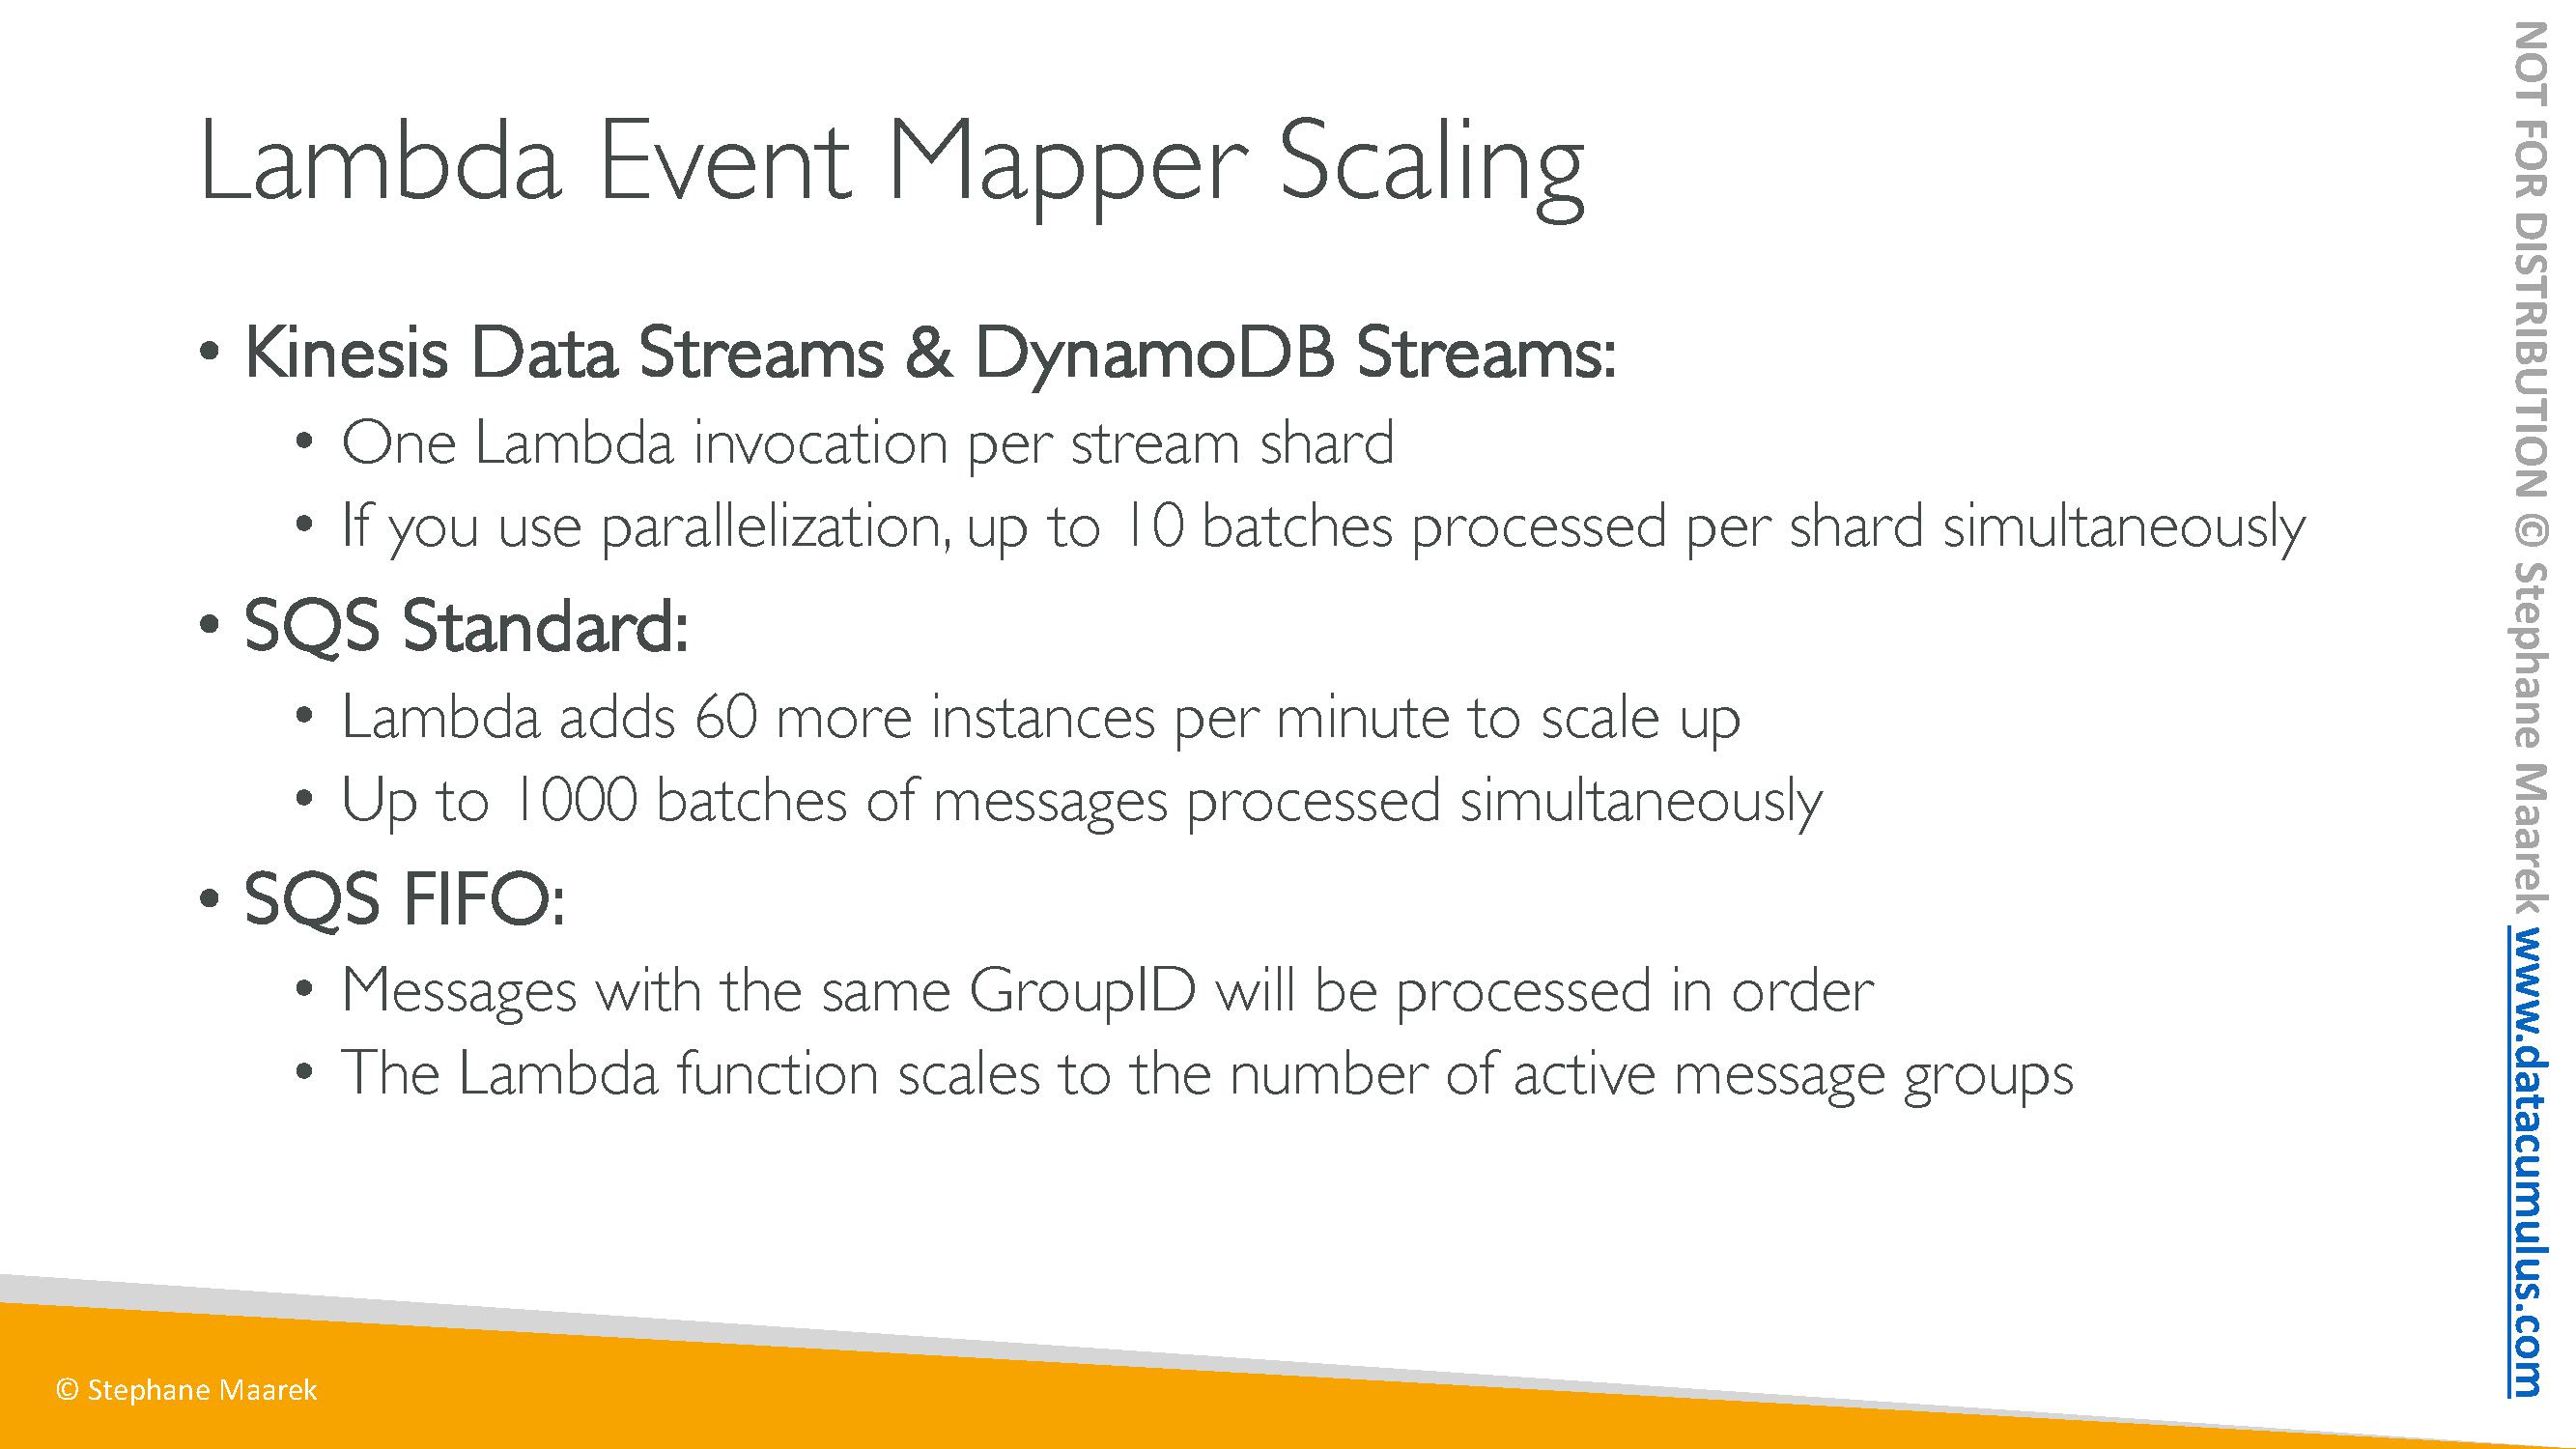 Lambda Event Mapper Scaling
• Kinesis Data Streams & DynamoDB Streams:
• One Lambda invocation per stream shard
• If you use parallelization, up to 10 batches processed per shard simultaneously
• SQS Standard:
• Lambda adds 60 more instances per minute to scale up
• Up to 1000 batches of messages processed simultaneously
• SQS FIFO:
• Messages with the same GroupID will be processed in order
• The Lambda function scales to the number of active message groups
© Stephane Maarek
NOT FOR DISTRIBUTION © Stephane Maarek www.datacumulus.com